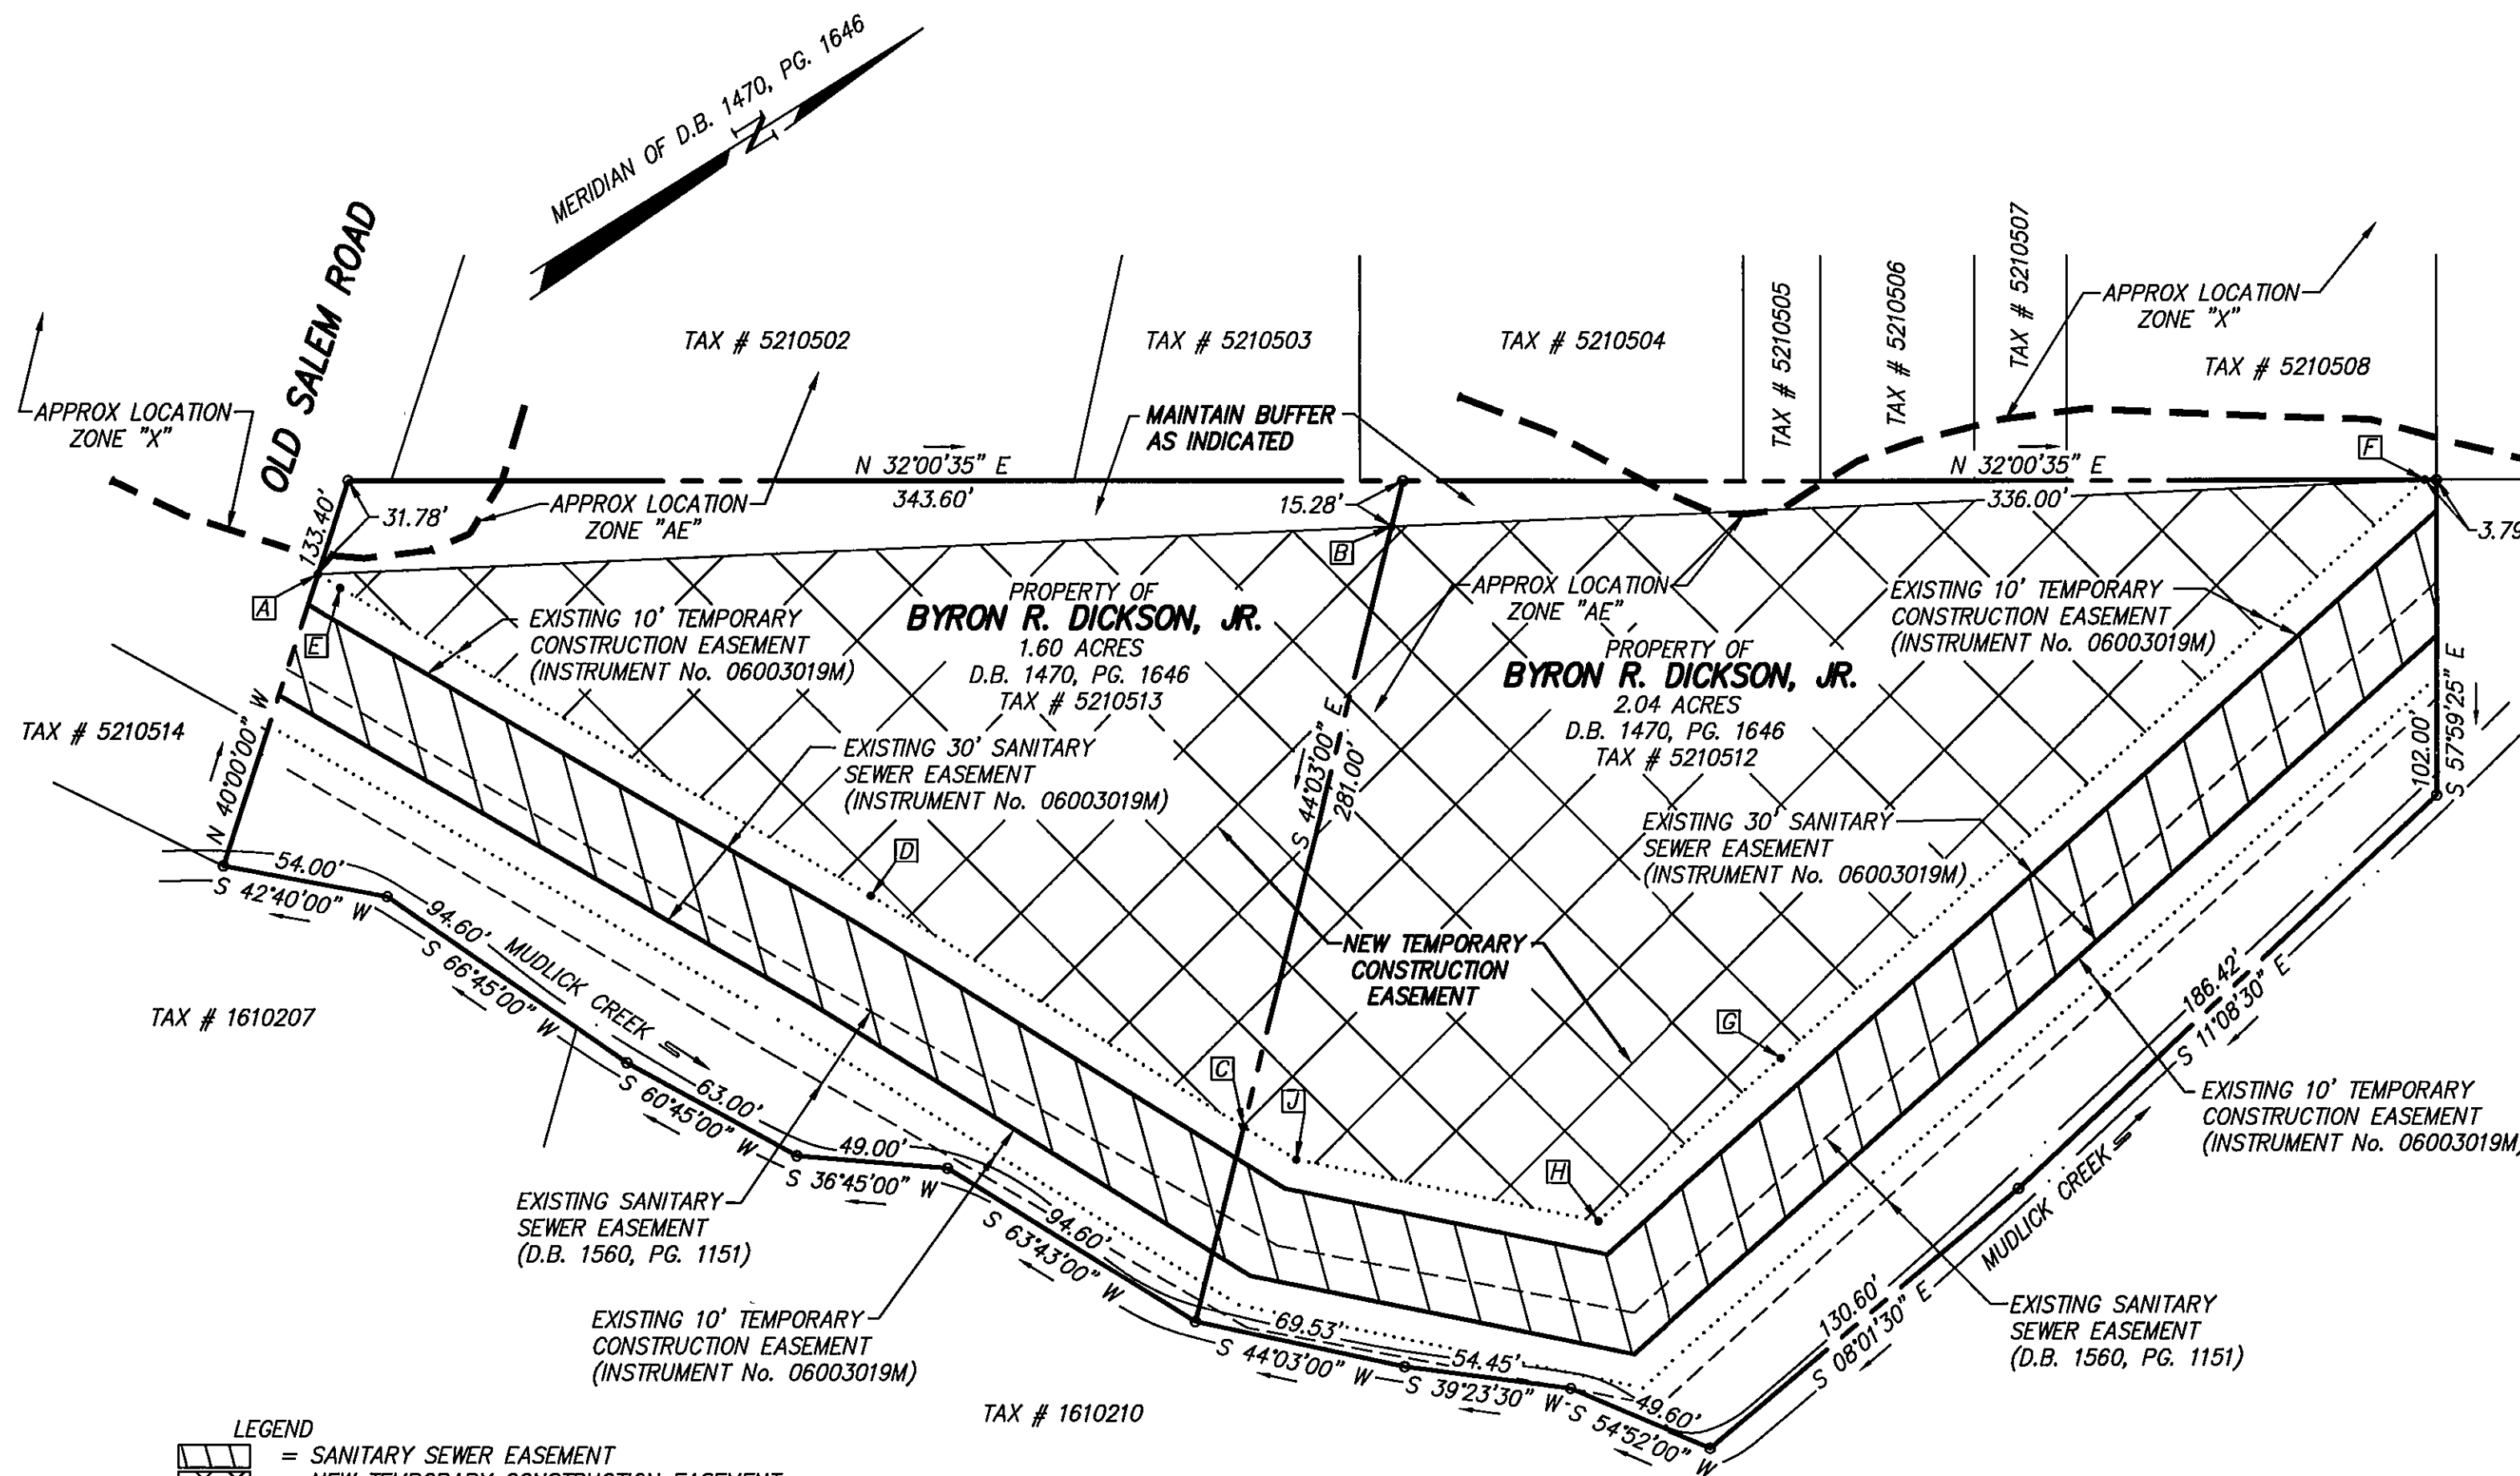 MERIDIAN OF D.B. 1470, PG. 1646
N
OLD SALEM ROAD
APPROX LOCATION
ZONE "X"
TAX # 5210502
TAX # 5210503
TAX # 5210504
TAX # 5210505
TAX # 5210506
TAX # 5210507
APPROX LOCATION
ZONE "X"
TAX # 5210508
MAINTAIN BUFFER
AS INDICATED
N 32°00'35" E
343.60'
N 32°00'35" E
336.00'
F
133.40'
31.78'
15.28'
3.79
APPROX LOCATION
ZONE "AE"
A
B
E
PROPERTY OF
BYRON R. DICKSON, JR.
1.60 ACRES
D.B. 1470, PG. 1646
TAX # 5210513
EXISTING 10' TEMPORARY
CONSTRUCTION EASEMENT
(INSTRUMENT No. 06003019M)
APPROX LOCATION
ZONE "AE"
PROPERTY OF
BYRON R. DICKSON, JR.
2.04 ACRES
D.B. 1470, PG. 1646
TAX # 5210512
EXISTING 10' TEMPORARY
CONSTRUCTION EASEMENT
(INSTRUMENT No. 06003019M)
TAX # 5210514
N 40°00'00" W
EXISTING 30' SANITARY
SEWER EASEMENT
(INSTRUMENT No. 06003019M)
S 44°03'00" E
281.00'
EXISTING 30' SANITARY
SEWER EASEMENT
(INSTRUMENT No. 06003019M)
102.00'
S 57°59'25" E
D
54.00'
S 42°40'00" W
94.60'
S 66°45'00" W
MUDLICK CREEK
NEW TEMPORARY
CONSTRUCTION
EASEMENT
186.42'
S 11°08'30" E
G
TAX # 1610207
C
J
H
63.00'
S 60°45'00" W
49.00'
S 36°45'00" W
EXISTING 10' TEMPORARY
CONSTRUCTION EASEMENT
(INSTRUMENT No. 06003019M
EXISTING SANITARY
SEWER EASEMENT
(D.B. 1560, PG. 1151)
94.60'
S 63°43'00" W
MUDLICK CREEK
130.60'
S 08°01'30" E
EXISTING SANITARY
SEWER EASEMENT
(D.B. 1560, PG. 1151)
EXISTING 10' TEMPORARY
CONSTRUCTION EASEMENT
(INSTRUMENT No. 06003019M)
69.53'
S 44°03'00" W
54.45'
S 39°23'30" W
49.60'
S 54°52'00" W
TAX # 1610210
LEGEND
= SANITARY SEWER EASEMENT
NEW TEMPORARY CONSTRUCTION EASEMENT